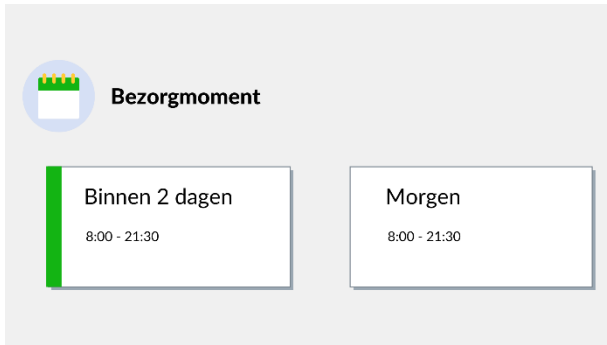 Bezorgmoment
Binnen 2 dagen
8:00 - 21:30
Morgen
8:00 - 21:30